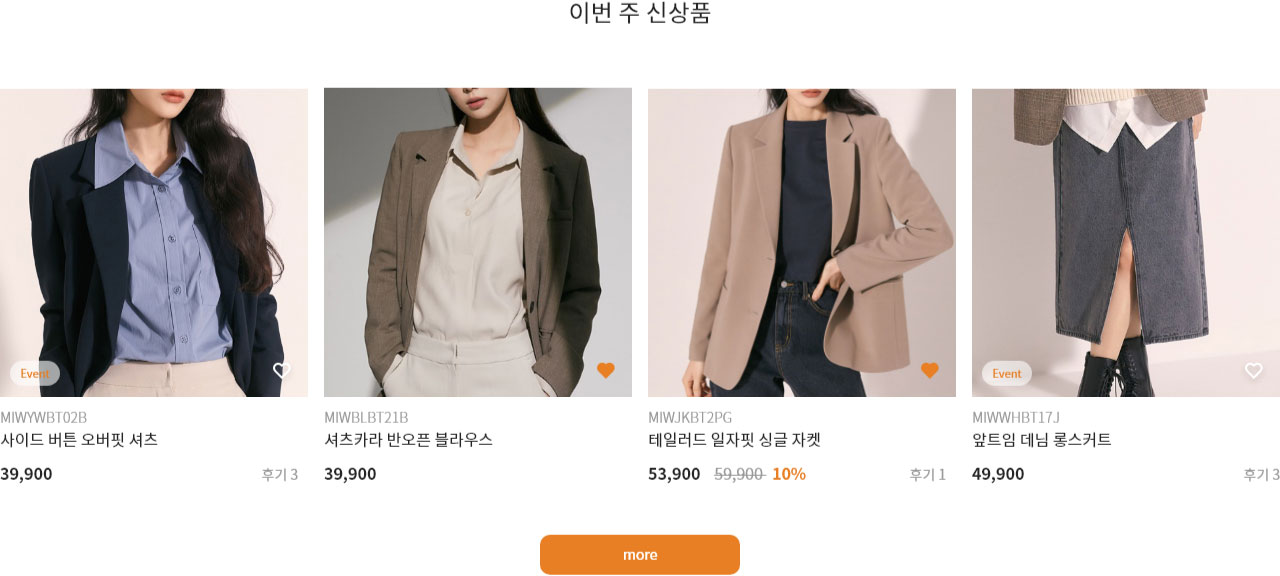 이번 주 신상품
Event
Event
MIWYWBT02B
사이드 버튼 오버핏 셔츠
39,900
후기 3
MIWBLBT21B
셔츠카라 반오픈 블라우스
39,900
MIWJKBT2PG
테일러드 일자핏 싱글 자켓
53,900 59,900 10%
후기 1
MIWWHBT17J
앞트임 데님 롱스커트
49,900
후기 3
more